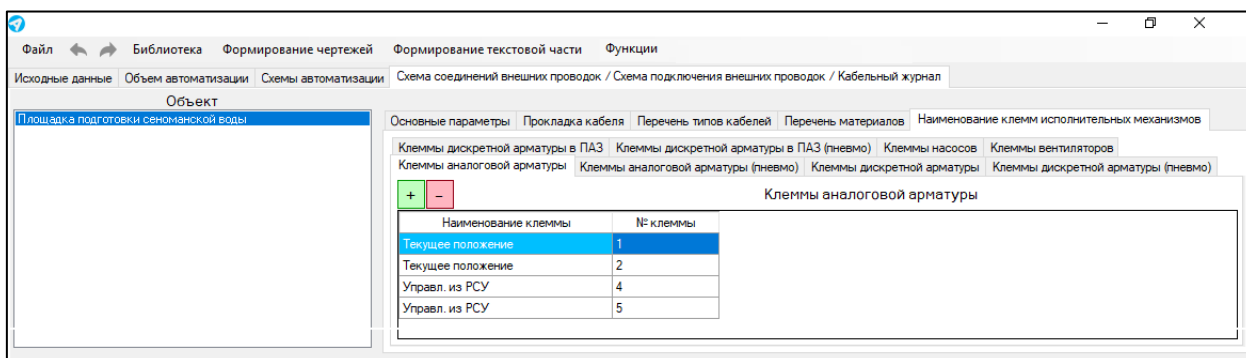 Файл Библиотека Формирование чертежей Формирование текстовой части Функции
Исходные данные Объем автоматизации Схемы автоматизации Схема соединений внешних проводок / Схема подключения внешних проводок / Кабельный журнал
Объект
Площадка подготовки сеноманской воды
Основные параметры Прокладка кабеля Перечень типов кабелей Перечень материалов Наименование клемм исполнительных механизмов
Клеммы дискретной арматуры в ПАЗ Клеммы дискретной арматуры в ПАЗ (пневмо) Клеммы насосов Клеммы вентиляторов
Клеммы аналоговой арматуры Клеммы аналоговой арматуры (пневмо) Клеммы дискретной арматуры Клеммы дискретной арматуры (пневмо)
+ - Клеммы аналоговой арматуры
Наименование клеммы № клеммы
Текущее положение 1
Текущее положение 2
Управл. из РСУ 4
Управл. из РСУ 5